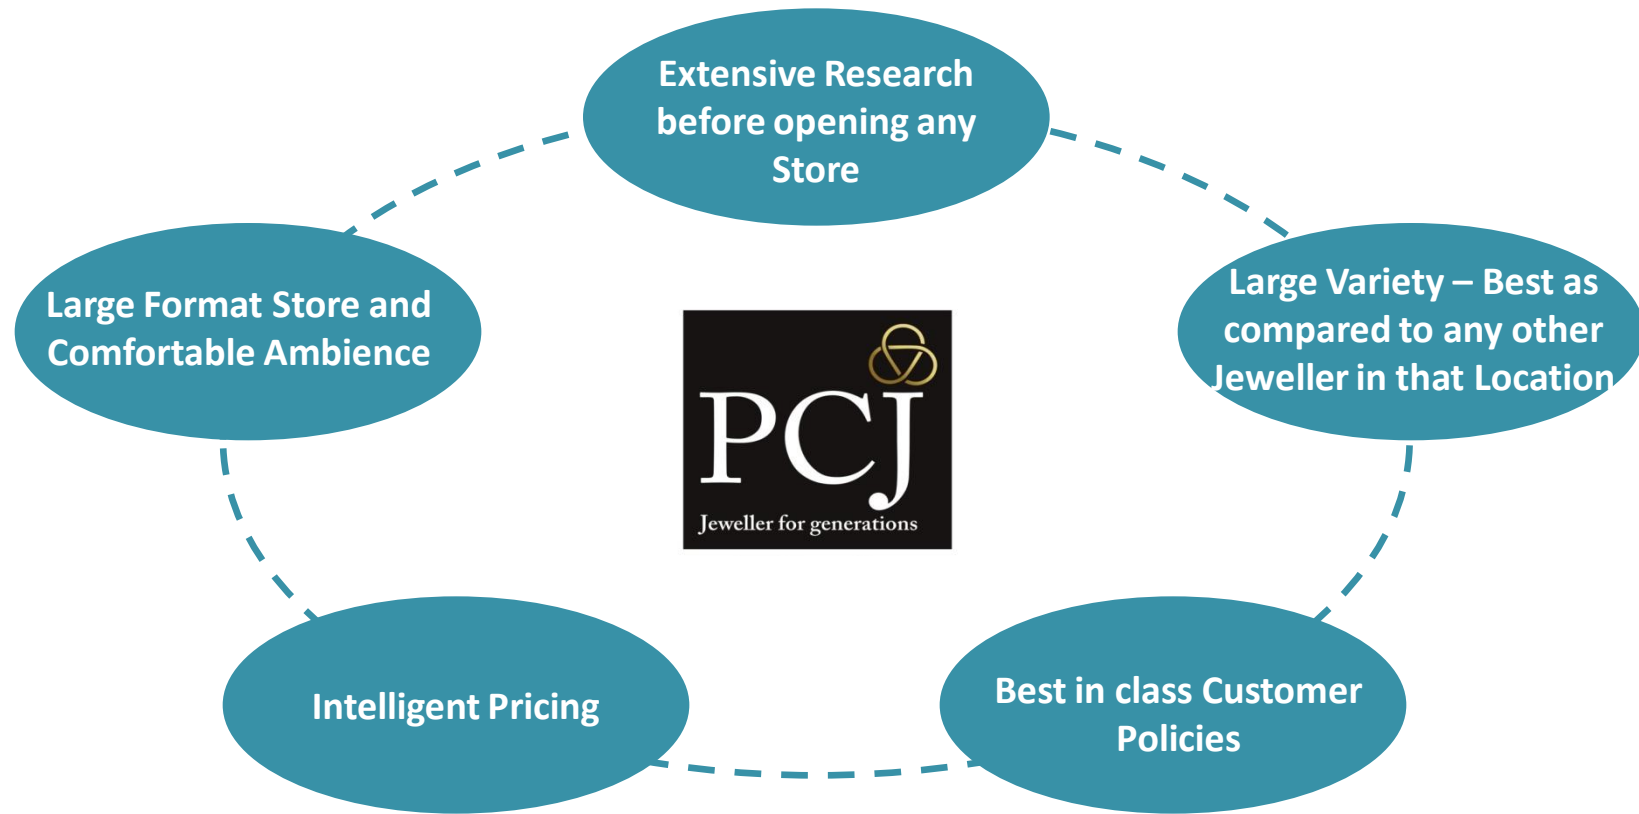 Extensive Research
before opening any
Store
Large Format Store and
Comfortable Ambience
Large Variety – Best as
compared to any other
Jeweller in that Location
PCJ
Jeweller for generations
Intelligent Pricing
Best in class Customer
Policies